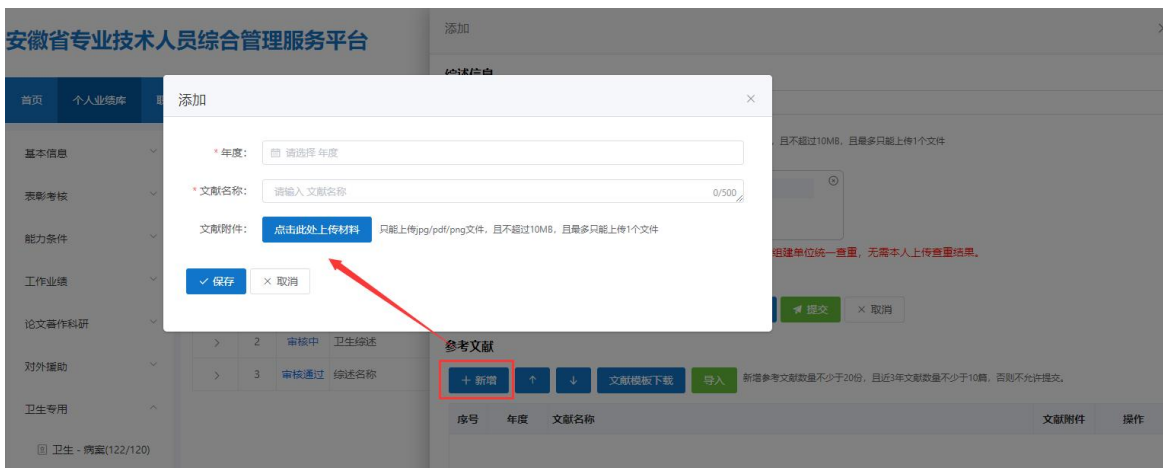 安徽省专业技术人员综合管理服务平台
添加
综述信息
首页 个人业绩库
添加
基本信息
* 年度： 请选择 年度
且不超过10MB，且最多只能上传1个文件
表彰考核
* 文献名称： 请输入 文献名称 0/500
文献附件： 点击此处上传材料 只能上传jpg/pdf/png文件，且不超过10MB，且最多只能上传1个文件
能力条件
组建单位统一查重，无需本人上传查重结果。
工作业绩
保存 取消
提交 取消
论文著作科研
2 审核中 卫生综述
参考文献
对外援助
3 审核通过 综述名称
+ 新增 ↑ ↓ 文献模板下载 导入 新增参考文献数量不少于20份，且近3年文献数量不少于10篇，否则不允许提交。
卫生专用
序号 年度 文献名称 文献附件 操作
卫生 - 病案(122/120)